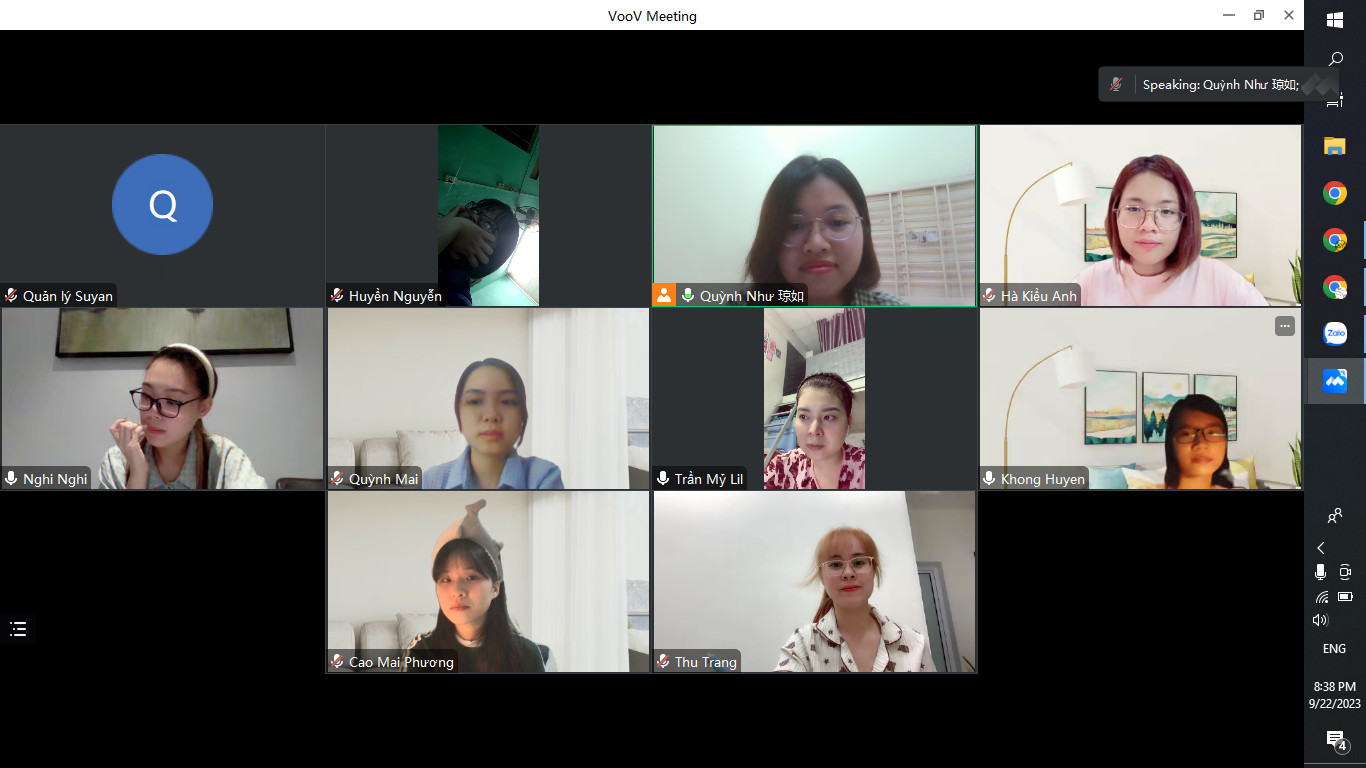 VooV Meeting
Speaking: Quỳnh Như 琼如;
Q
Quản lý Suyan
Huyền Nguyễn
Quỳnh Như 琼如
Hà Kiều Anh
Nghi Nghi
Quỳnh Mai
Trần Mỹ Lil
Khong Huyen
Cao Mai Phương
Thu Trang
Zalo
ENG
8:38 PM
9/22/2023
4